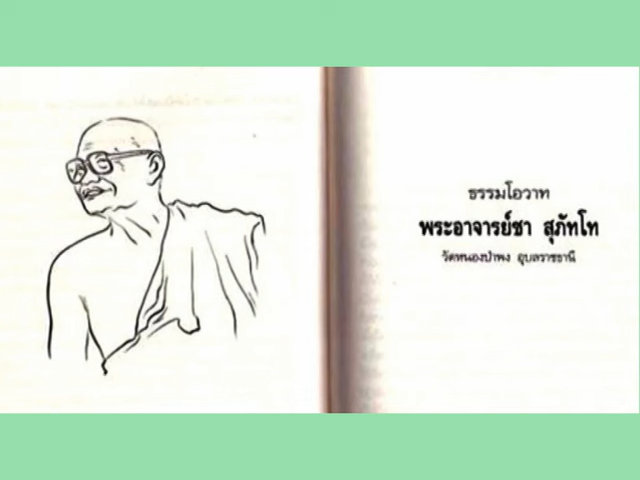 ธรรมโอวาท
พระอาจารย์ชา สุภัทโท
วัดหนองป่าพง อุบลราชธานี